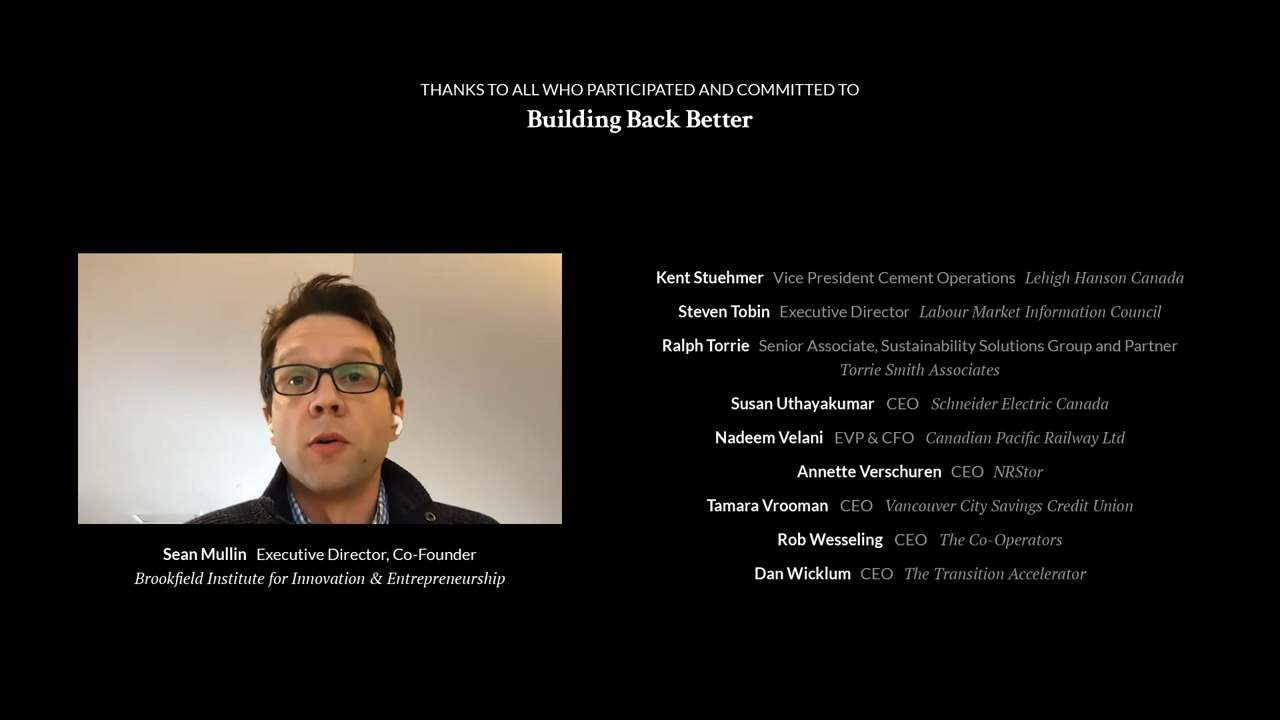 THANKS TO ALL WHO PARTICIPATED AND COMMITTED TO
Building Back Better
Sean Mullin Executive Director, Co-Founder
Brookfield Institute for Innovation & Entrepreneurship
Kent Stuehmer Vice President Cement Operations Lehigh Hanson Canada
Steven Tobin Executive Director Labour Market Information Council
Ralph Torrie Senior Associate, Sustainability Solutions Group and Partner
Torrie Smith Associates
Susan Uthayakumar CEO Schneider Electric Canada
Nadeem Velani EVP & CFO Canadian Pacific Railway Ltd
Annette Verschuren CEO NRStor
Tamara Vrooman CEO Vancouver City Savings Credit Union
Rob Wesseling CEO The Co-Operators
Dan Wicklum CEO The Transition Accelerator